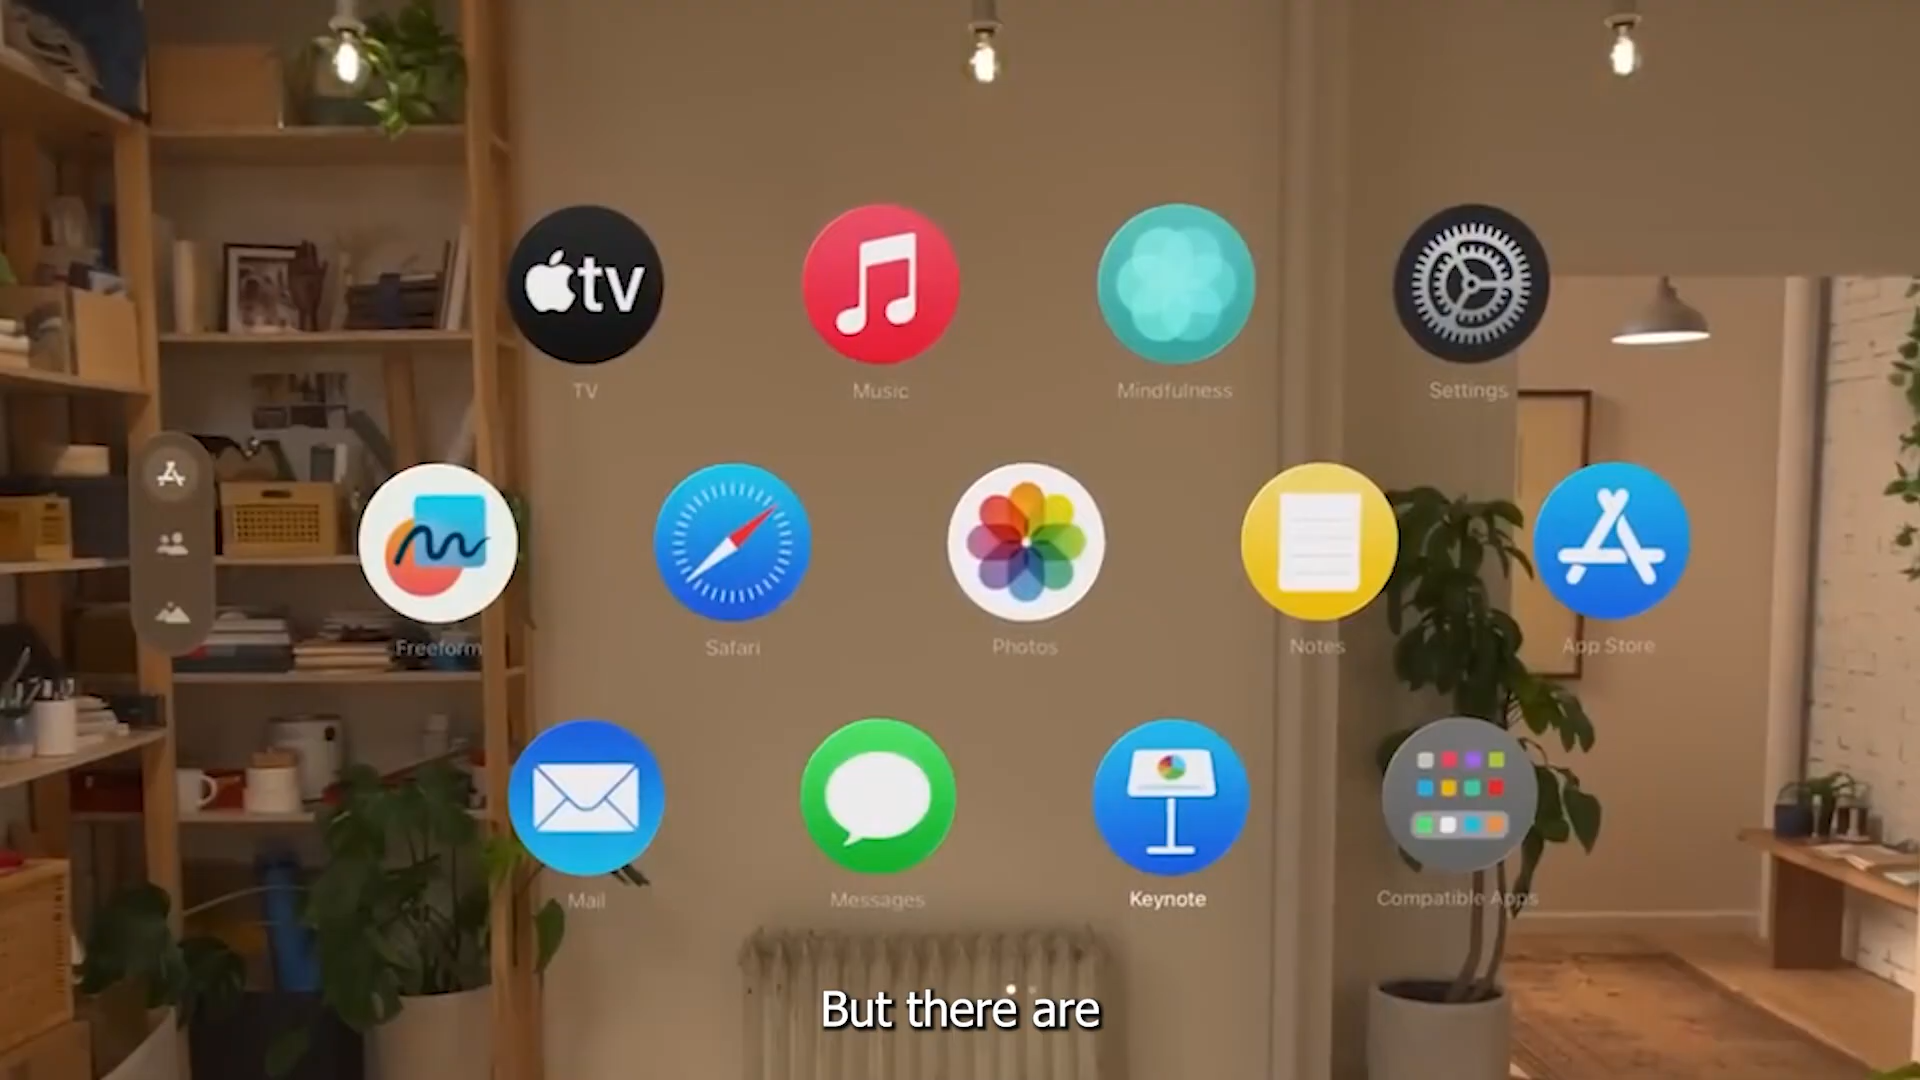 tv
TV
Music
Mindfulness
Settings
Freeform
Safari
Photos
Notes
App Store
Mail
Messages
Keynote
Compatible Apps
But there are